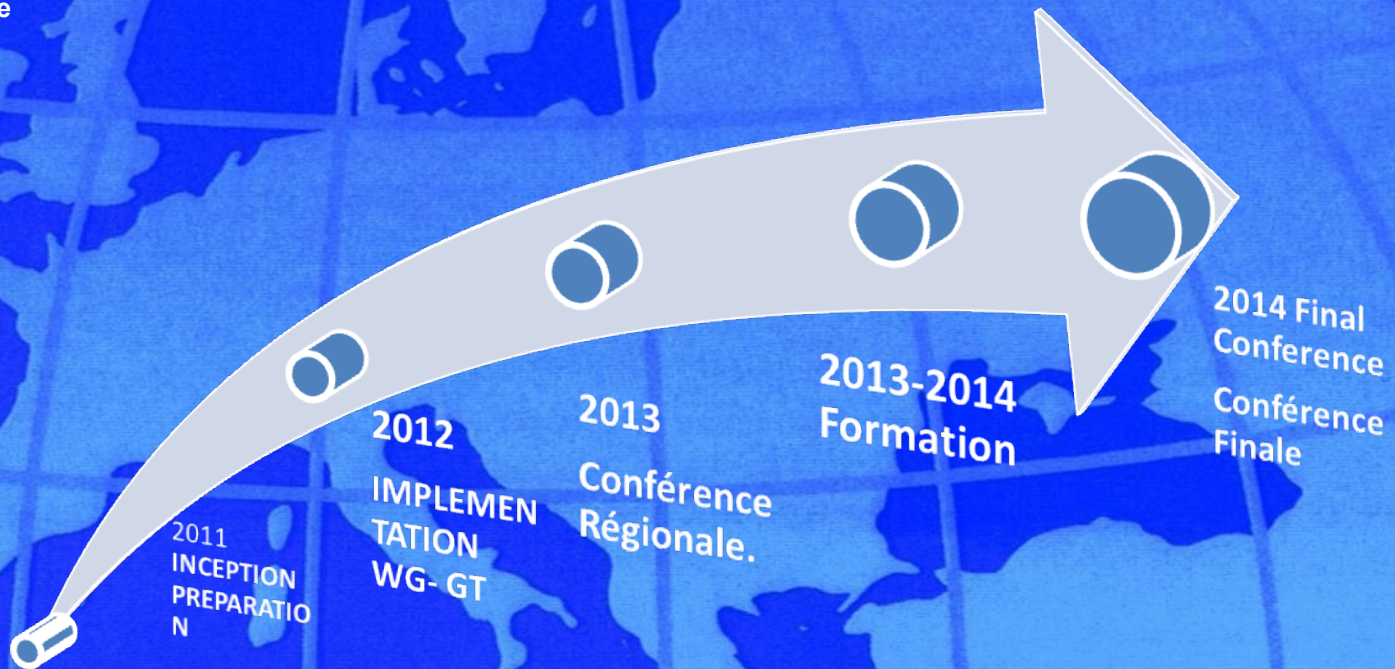 e
2011
INCEPTION
PREPARATIO
N
2012
IMPLEMEN
TATION
WG- GT
2013
Conférence
Régionale.
2013-2014
Formation
2014 Final
Conference
Conférence
Finale